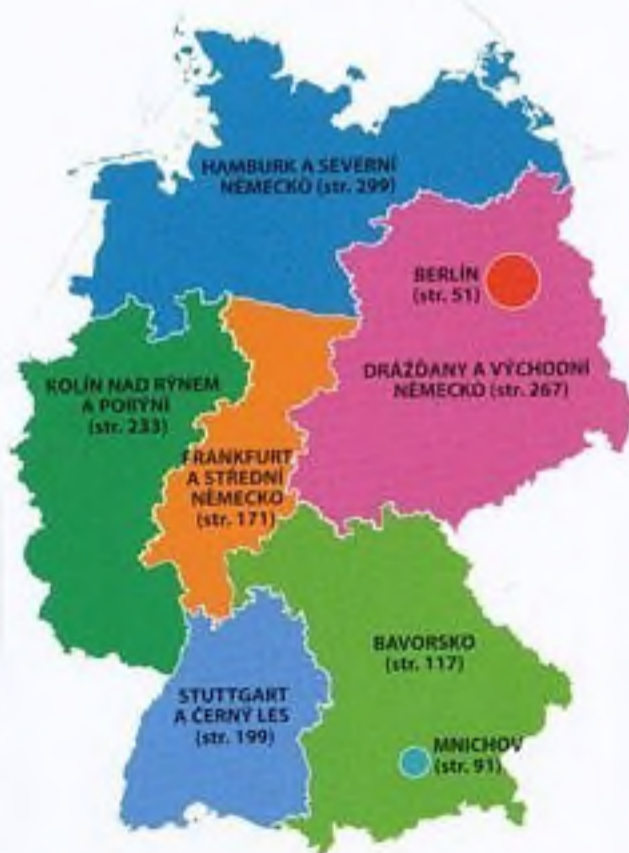 HAMBURK A SEVERNÍ
NĚMECKO (str. 299)
BERLÍN
(str. 51)
DRÁŽĎANY A VÝCHODNÍ
NĚMECKO (str. 267)
KOLÍN NAD RÝNEM
A PORÝNÍ
(str. 233)
FRANKFURT
A STŘEDNÍ
NĚMECKO
(str. 171)
BAVORSKO
(str. 117)
STUTTGART
A ČERNÝ LES
(str. 199)
MNICHOV
(str. 91)